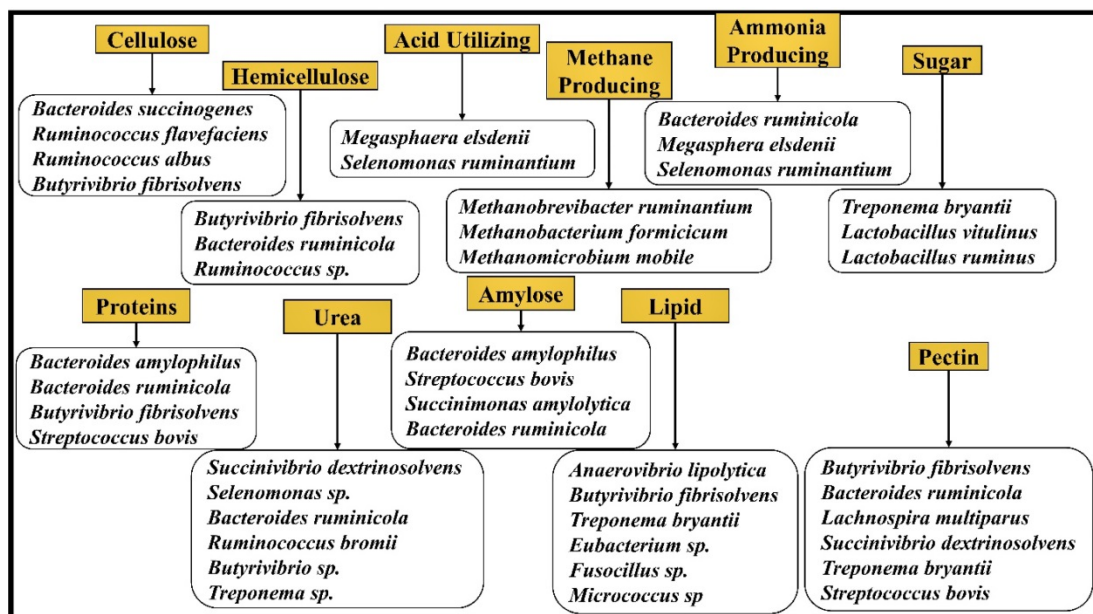 Cellulose
Bacteroides succinogenes
Ruminococcus flavefaciens
Ruminococcus albus
Butyrivibrio fibrisolvens
Hemicellulose
Butyrivibrio fibrisolvens
Bacteroides ruminicola
Ruminococcus sp.
Acid Utilizing
Megasphaera elsdenii
Selenomonas ruminantium
Methane
Producing
Methanobrevibacter ruminantium
Methanobacterium formicicum
Methanomicrobium mobile
Ammonia
Producing
Bacteroides ruminicola
Megasphera elsdenii
Selenomonas ruminantium
Sugar
Treponema bryantii
Lactobacillus vitulinus
Lactobacillus ruminus
Proteins
Bacteroides amylophilus
Bacteroides ruminicola
Butyrivibrio fibrisolvens
Streptococcus bovis
Urea
Succinivibrio dextrinosolvens
Selenomonas sp.
Bacteroides ruminicola
Ruminococcus bromii
Butyrivibrio sp.
Treponema sp.
Amylose
Bacteroides amylophilus
Streptococcus bovis
Succinimonas amylolytica
Bacteroides ruminicola
Lipid
Anaerovibrio lipolytica
Butyrivibrio fibrisolvens
Treponema bryantii
Eubacterium sp.
Fusocillus sp.
Micrococcus sp
Pectin
Butyrivibrio fibrisolvens
Bacteroides ruminicola
Lachnospira multiparus
Succinivibrio dextrinosolvens
Treponema bryantii
Streptococcus bovis